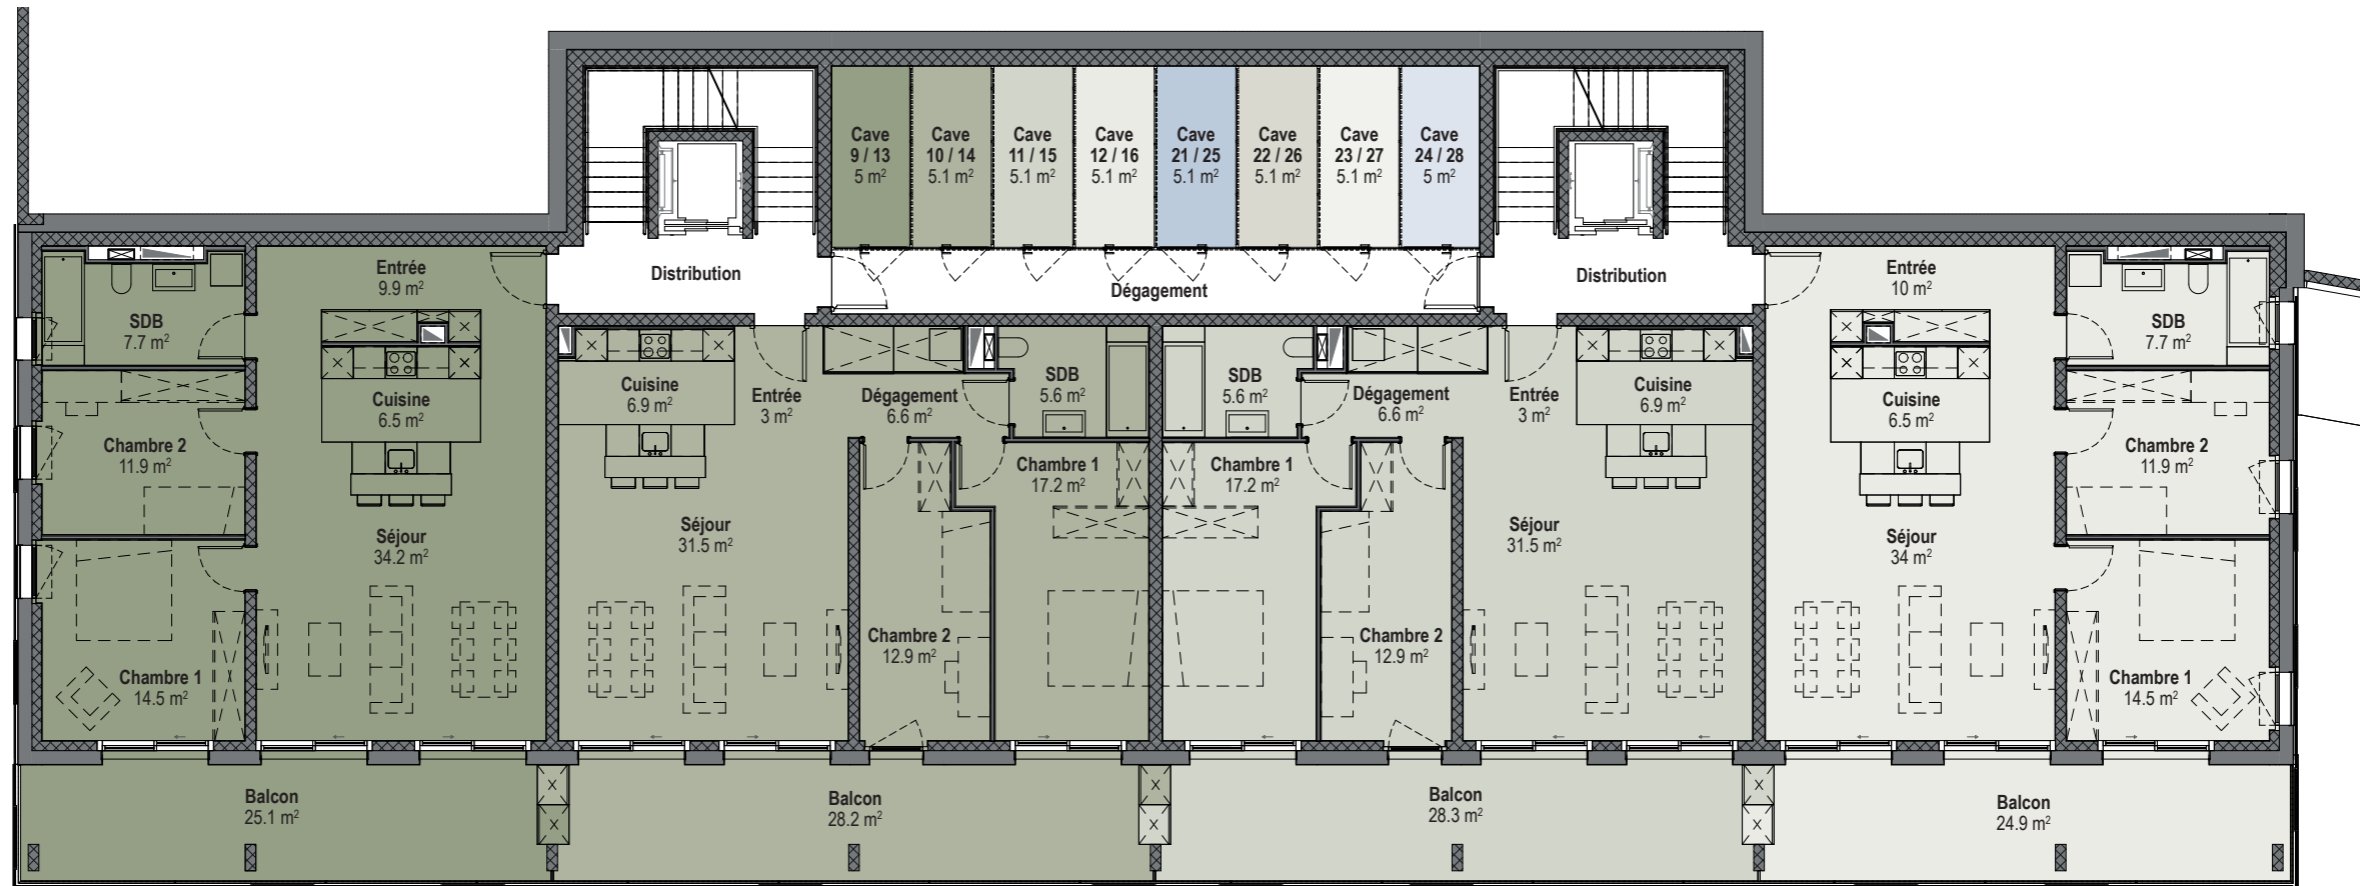 Cave
9 / 13
5 m²
Cave
10 / 14
5.1 m²
Cave
11 / 15
5.1 m²
Cave
12 / 16
5.1 m²
Cave
21 / 25
5.1 m²
Cave
22 / 26
5.1 m²
Cave
23 / 27
5.1 m²
Cave
24 / 28
5 m²
Distribution
Dégagement
Distribution
Entrée
9.9 m²
SDB
7.7 m²
Cuisine
6.5 m²
Chambre 2
11.9 m²
Séjour
34.2 m²
Chambre 1
14.5 m²
Balcon
25.1 m²
Cuisine
6.9 m²
Entrée
3 m²
Dégagement
6.6 m²
SDB
5.6 m²
Chambre 1
17.2 m²
Séjour
31.5 m²
Chambre 2
12.9 m²
Balcon
28.2 m²
SDB
5.6 m²
Dégagement
6.6 m²
Entrée
3 m²
Cuisine
6.9 m²
Chambre 1
17.2 m²
Séjour
31.5 m²
Chambre 2
12.9 m²
Balcon
28.3 m²
Entrée
10 m²
SDB
7.7 m²
Cuisine
6.5 m²
Chambre 2
11.9 m²
Séjour
34 m²
Chambre 1
14.5 m²
Balcon
24.9 m²